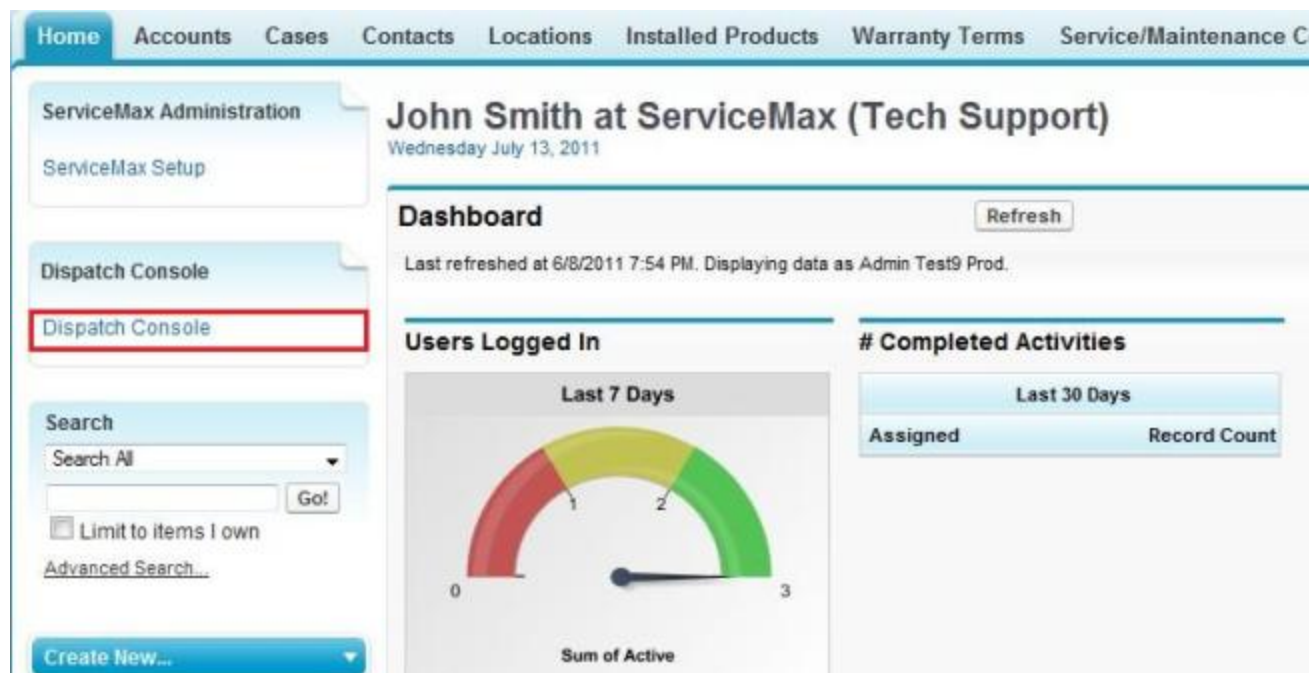 Home Accounts Cases Contacts Locations Installed Products Warranty Terms Service/Maintenance C
ServiceMax Administration
ServiceMax Setup
Dispatch Console
Dispatch Console
Search
Search All
Go!
Limit to items I own
Advanced Search...
Create New...
John Smith at ServiceMax (Tech Support)
Wednesday July 13, 2011
Dashboard
Refresh
Last refreshed at 6/8/2011 7:54 PM. Displaying data as Admin Test9 Prod.
Users Logged In
Last 7 Days
0 1 2 3
Sum of Active
# Completed Activities
Last 30 Days
Assigned Record Count